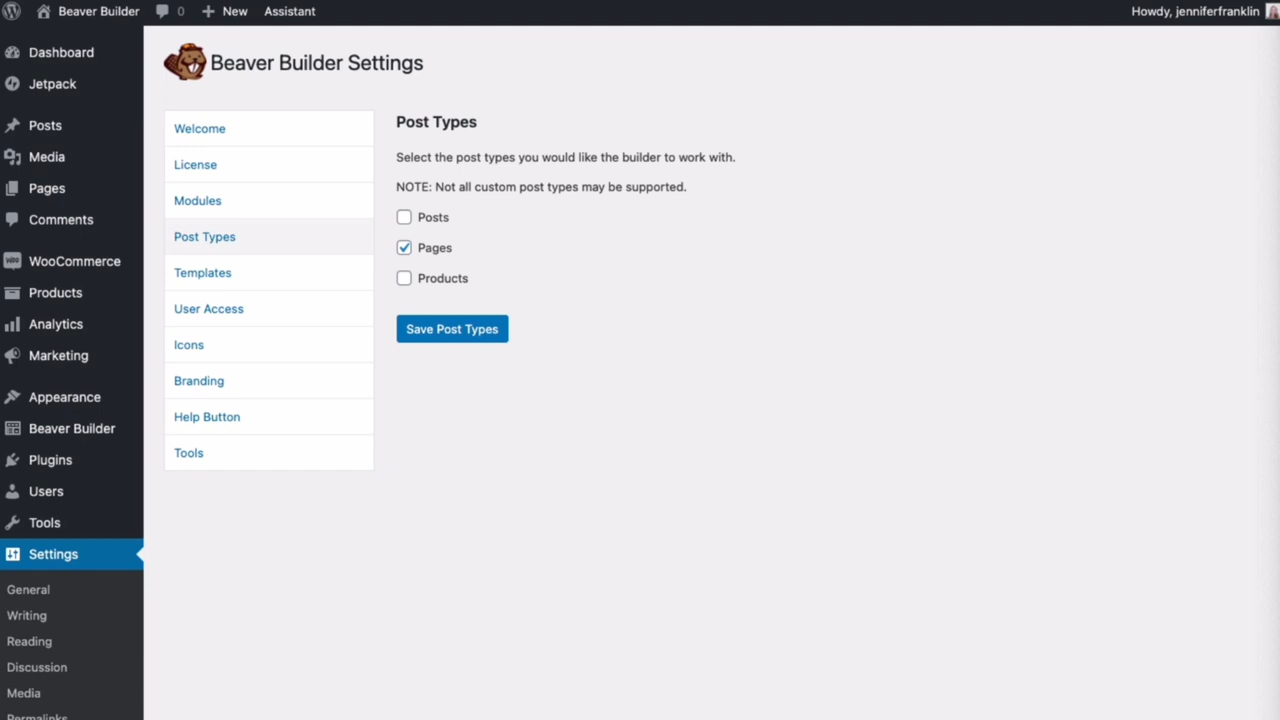 Beaver Builder 0 New Assistant Howdy, jenniferfranklin
Dashboard
Jetpack
Posts
Media
Pages
Comments
WooCommerce
Products
Analytics
Marketing
Appearance
Beaver Builder
Plugins
Users
Tools
Settings
General
Writing
Reading
Discussion
Media
Permalinks
Beaver Builder Settings
Welcome
License
Modules
Post Types
Templates
User Access
Icons
Branding
Help Button
Tools
Post Types
Select the post types you would like the builder to work with.
NOTE: Not all custom post types may be supported.
Posts
Pages
Products
Save Post Types